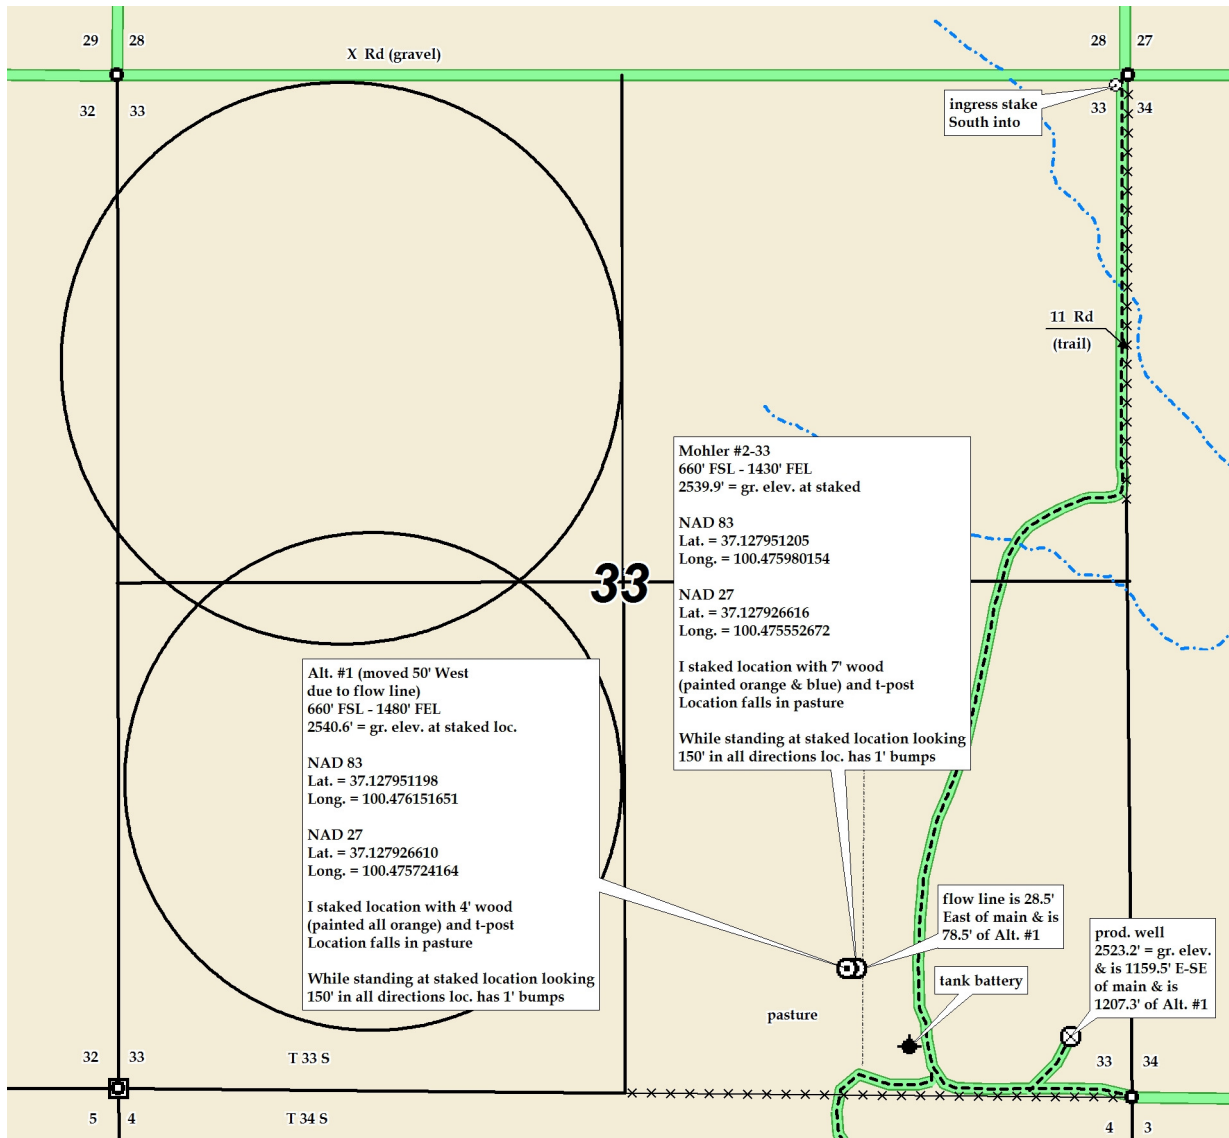 29 28
X Rd (gravel)
28 27
32 33
ingress stake
South into
33 34
11 Rd
(trail)
Mohler #2-33
660' FSL - 1430' FEL
2539.9' = gr. elev. at staked
NAD 83
Lat. = 37.127951205
Long. = 100.475980154
NAD 27
Lat. = 37.127926616
Long. = 100.475552672
I staked location with 7' wood
(painted orange & blue) and t-post
Location falls in pasture
While standing at staked location looking
150' in all directions loc. has 1' bumps
33
Alt. #1 (moved 50' West
due to flow line)
660' FSL - 1480' FEL
2540.6' = gr. elev. at staked loc.
NAD 83
Lat. = 37.127951198
Long. = 100.476151651
NAD 27
Lat. = 37.127926610
Long. = 100.475724164
I staked location with 4' wood
(painted all orange) and t-post
Location falls in pasture
While standing at staked location looking
150' in all directions loc. has 1' bumps
flow line is 28.5'
East of main & is
78.5' of Alt. #1
prod. well
2523.2' = gr. elev.
& is 1159.5' E-SE
of main & is
1207.3' of Alt. #1
tank battery
pasture
32 33
T 33 S
33 34
5 4
T 34 S
4 3